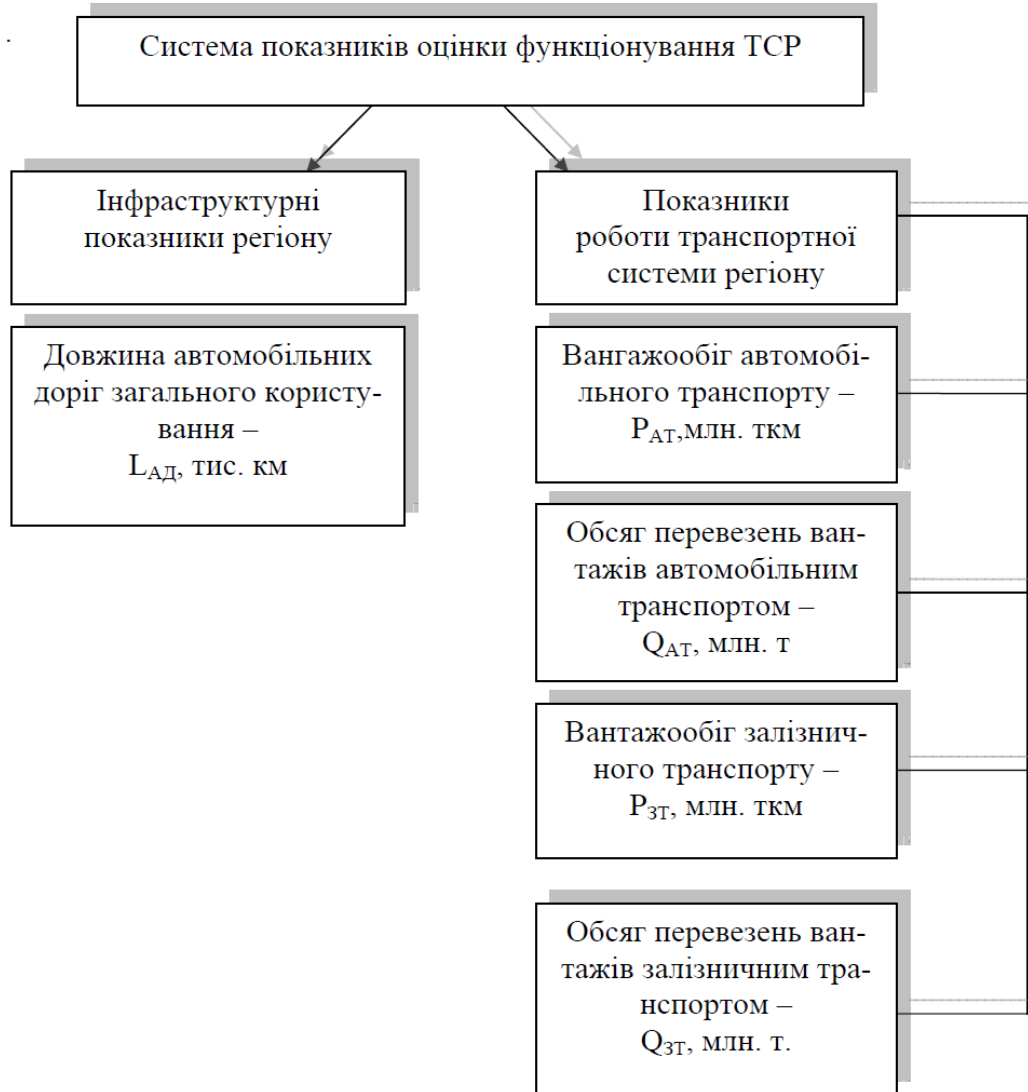 Система показників оцінки функціонування ТСР
Інфраструктурні
показники регіону
Довжина автомобільних
доріг загального користу-
вання –
LАД, тис. км
Показники
роботи транспортної
системи регіону
Вангажообіг автомобі-
льного транспорту –
PАТ,млн. ткм
Обсяг перевезень ван-
тажів автомобільним
транспортом –
QАТ, млн. т
Вантажообіг залізнич-
ного транспорту –
PЗТ, млн. ткм
Обсяг перевезень ван-
тажів залізничним тра-
нспортом –
QЗТ, млн. т.